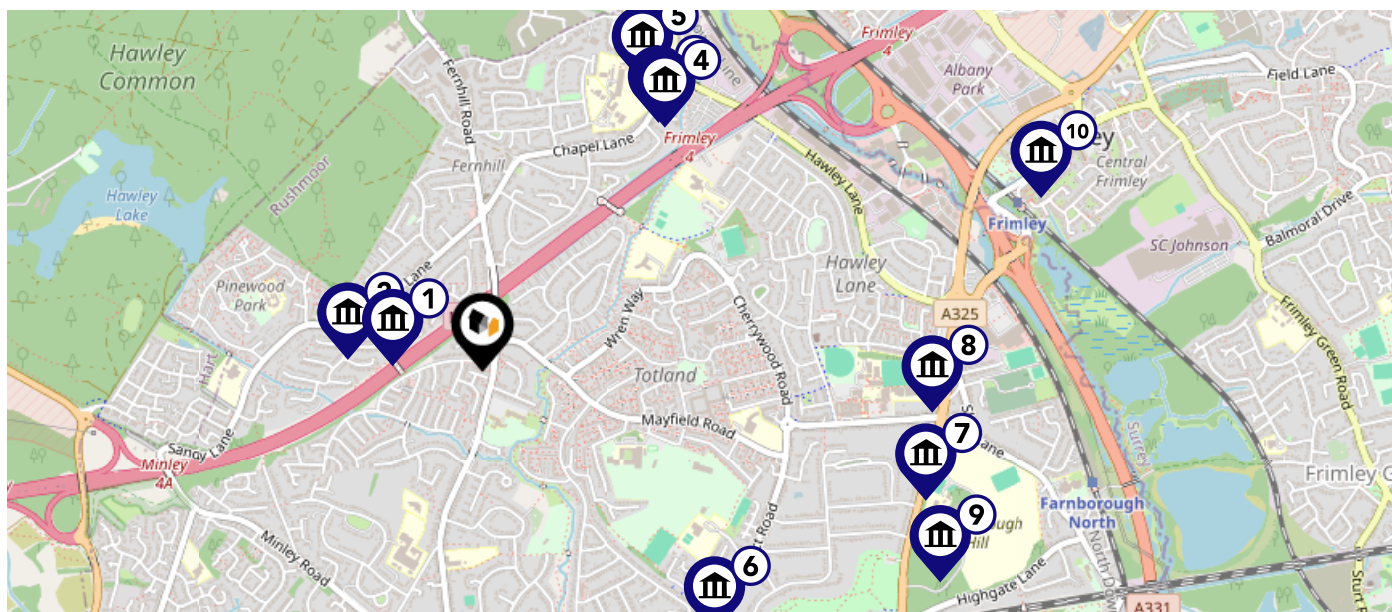 Hawley
Common
Fernhill Road
5
4
Frimley
4
Albany
Park
Field Lane
10
Central
Frimley
Frimley
4
Chapel Lane
Fernhill
Rushmoor
Hawley
Lake
Hawley Lane
Frimley
SC Johnson
Balmoral Drive
Hawley
Lane
Pinewood
Park
Lane
2
1
Wren Way
Cherrywood Road
A325
Frimley Green Road
Hart
8
Totland
Mayfield Road
7
Surrey
Sandy Lane
Minley
4A
Frimley G
Farnborough
North
9
Hill
Minley Road
6
Highgate Lane
A331